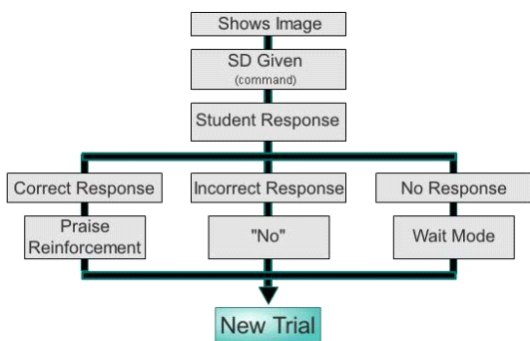 Shows Image
SD Given
(command)
Student Response
Correct Response
Incorrect Response
No Response
Praise
Reinforcement
"No"
Wait Mode
New Trial